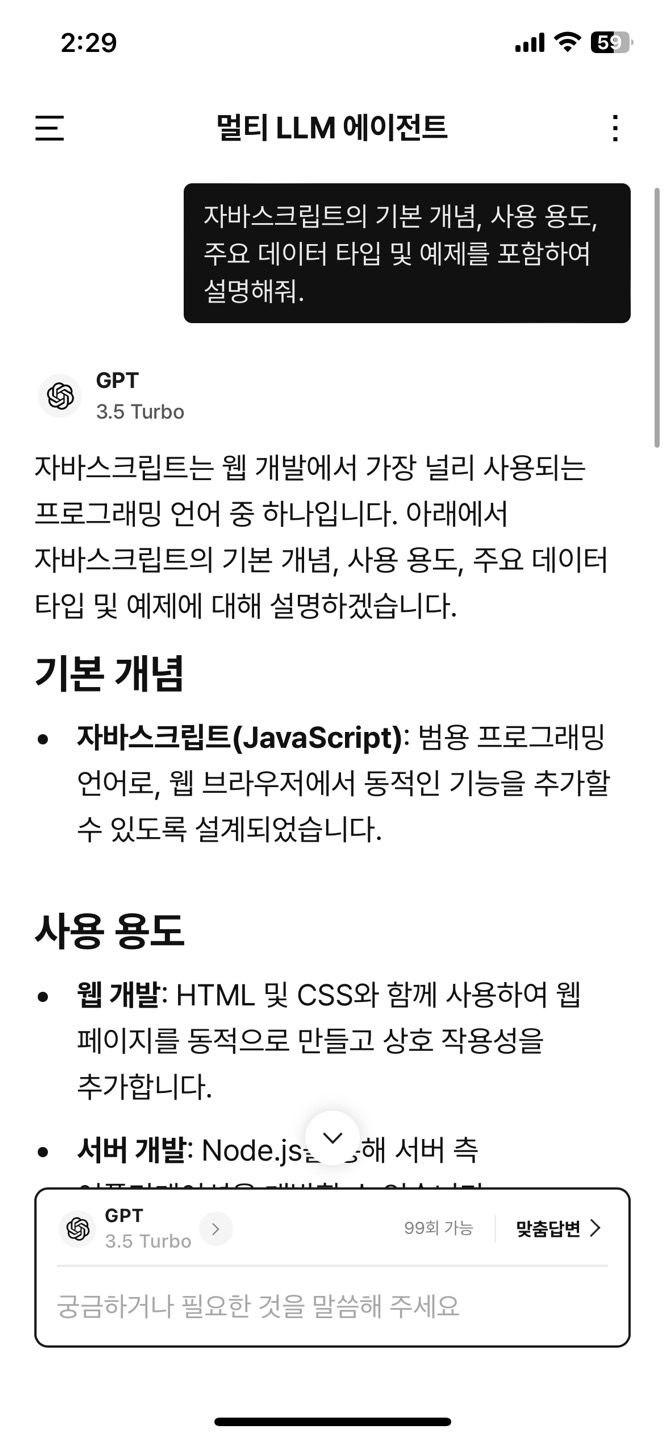 2:29
59
멀티 LLM 에이전트
자바스크립트의 기본 개념, 사용 용도,
주요 데이터 타입 및 예제를 포함하여
설명해줘.
GPT
3.5 Turbo
자바스크립트는 웹 개발에서 가장 널리 사용되는
프로그래밍 언어 중 하나입니다. 아래에서
자바스크립트의 기본 개념, 사용 용도, 주요 데이터
타입 및 예제에 대해 설명하겠습니다.
기본 개념
• 자바스크립트(JavaScript): 범용 프로그래밍
언어로, 웹 브라우저에서 동적인 기능을 추가할
수 있도록 설계되었습니다.
사용 용도
• 웹 개발: HTML 및 CSS와 함께 사용하여 웹
페이지를 동적으로 만들고 상호 작용성을
추가합니다.
• 서버 개발: Node.js 서버 측
GPT
3.5 Turbo
99회 가능
맞춤답변
궁금하거나 필요한 것을 말씀해 주세요